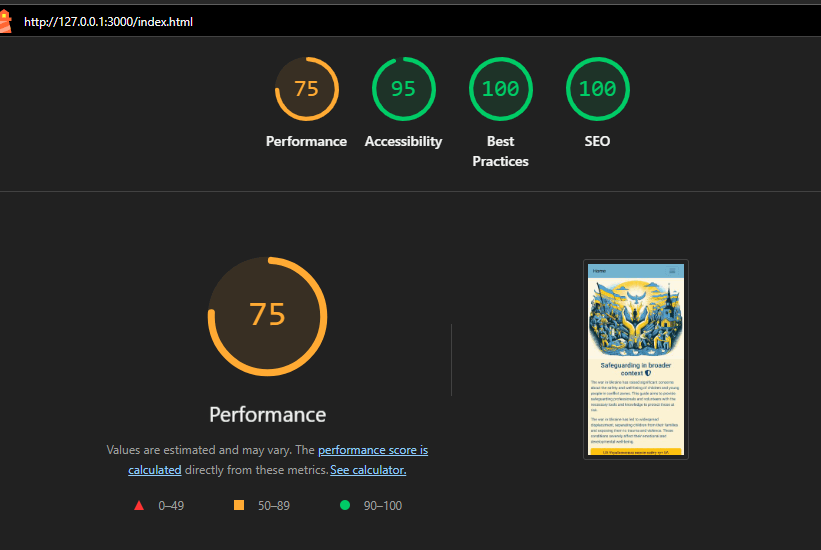 http://127.0.0.1:3000/index.html
75
95
100
100
Performance
Accessibility
Best
Practices
SEO
75
Performance
Values are estimated and may vary. The performance score is
calculated directly from these metrics. See calculator.
0–49
50–89
90–100
Home
Safeguarding in broader
context